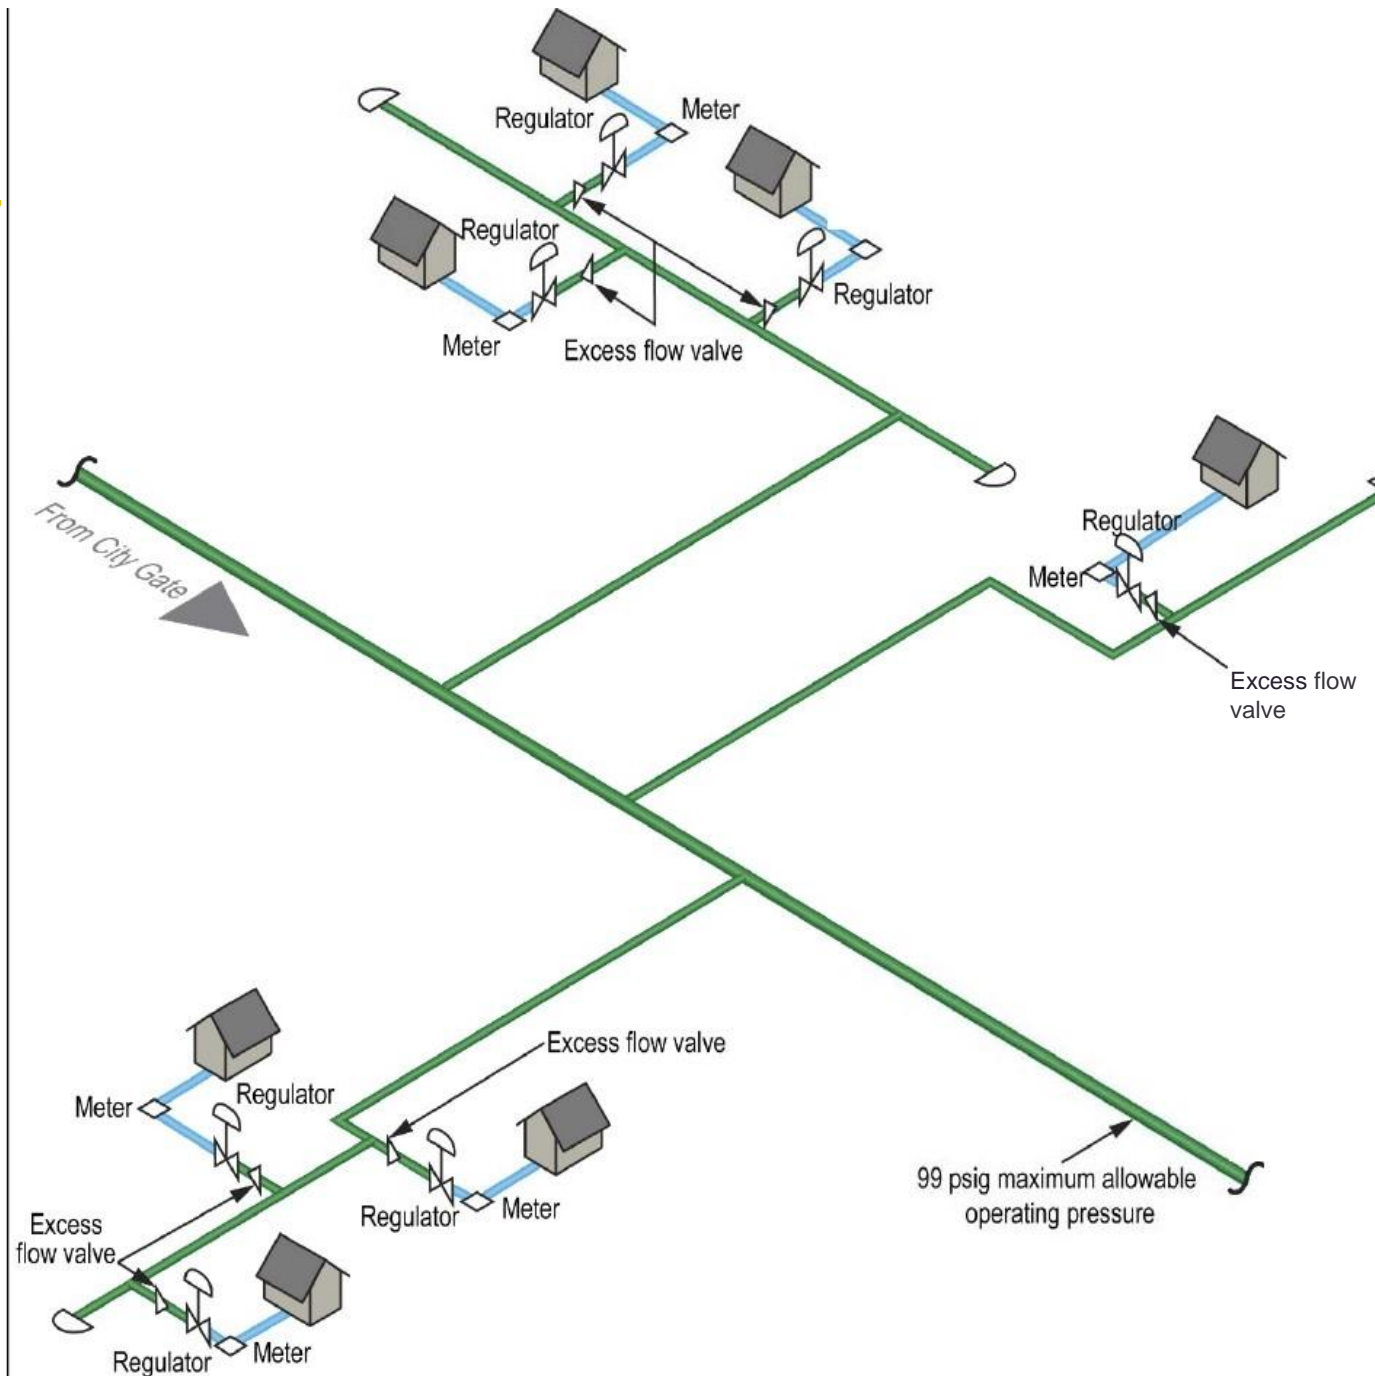 Regulator
Meter
Regulator
Regulator
Meter
Excess flow valve
From City Gate
Regulator
Meter
Excess flow
valve
Excess flow valve
Regulator
Meter
99 psig maximum allowable
operating pressure
Regulator
Meter
Excess
flow valve
Regulator
Meter